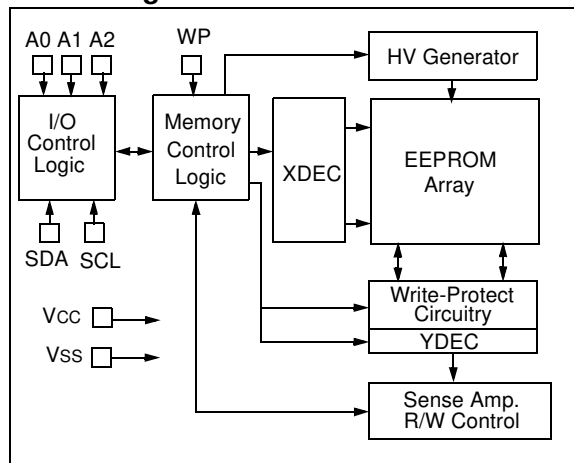 A0 A1 A2
WP
HV Generator
I/O
Control
Logic
Memory
Control
Logic
XDEC
EEPROM
Array
SDA SCL
Write-Protect
Circuitry
YDEC
VCC
VSS
Sense Amp.
R/W Control